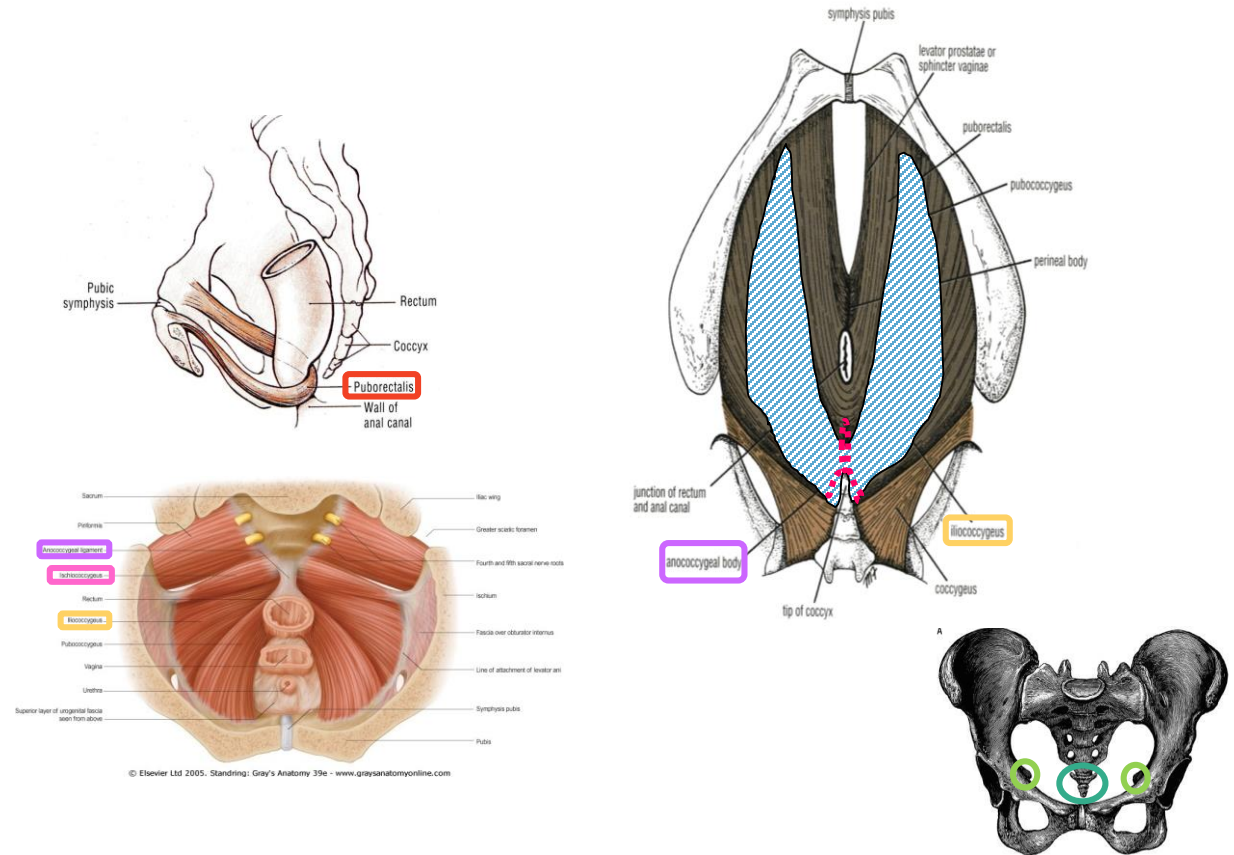 Pubic
symphysis
Rectum
Coccyx
Puborectalis
Wall of
anal canal
Sacrum
Piriformis
Anococcygeal ligament
Ischiococcygeus
Rectum
Iliococcygeus
Pubococcygeus
Vagina
Urethra
Superior layer of urogenital fascia
seen from above
Iliac wing
Greater sciatic foramen
Fourth and fifth sacral nerve roots
Ischium
Fascia over obturator internus
Line of attachment of levator ani
Symphysis pubis
Pubis
© Elsevier Ltd 2005. Standring: Gray's Anatomy 39e - www.graysanatomyonline.com
symphysis pubis
levator prostatae or
sphincter vaginae
puborectalis
pubococcygeus
perineal body
junction of rectum
and anal canal
anococcygeal body
iliococcygeus
coccygeus
tip of coccyx
A